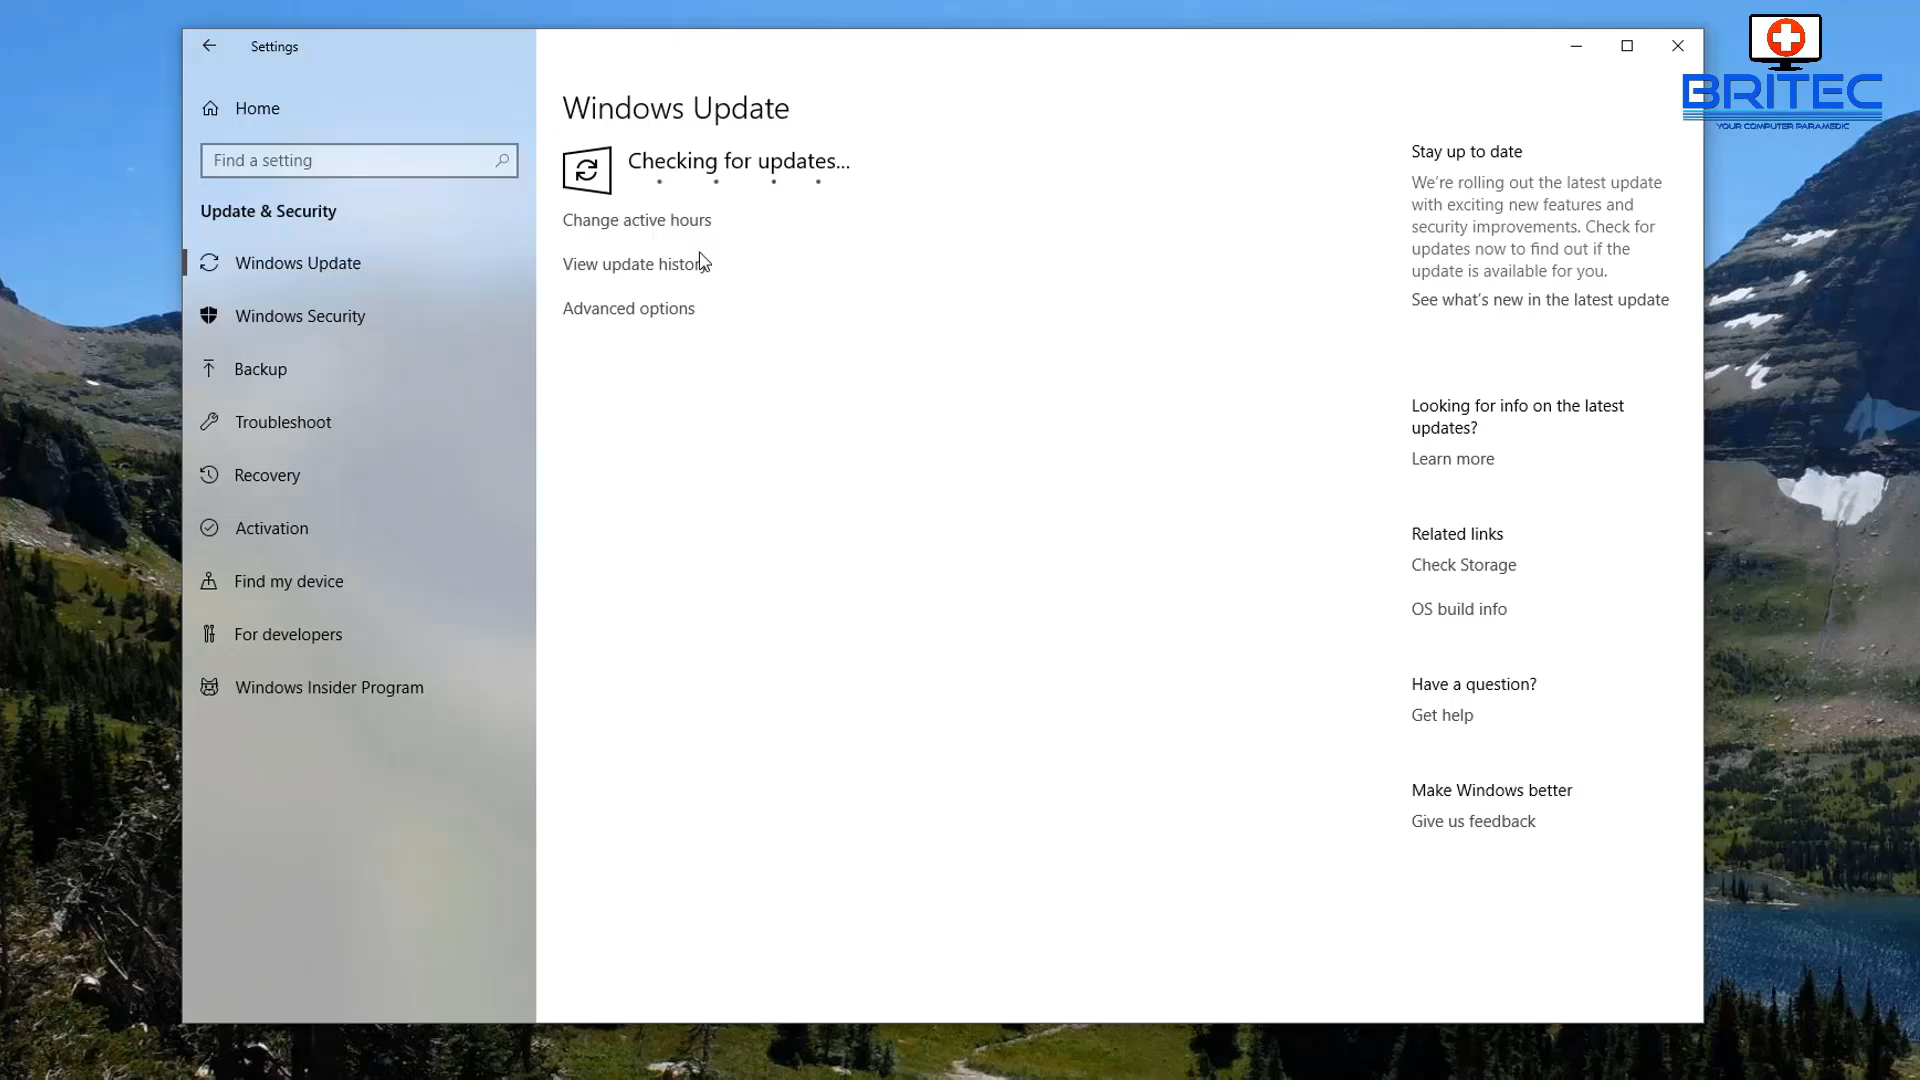 Settings
Home
Find a setting
Update & Security
Windows Update
Windows Security
Backup
Troubleshoot
Recovery
Activation
Find my device
For developers
Windows Insider Program
Windows Update
Checking for updates...
Change active hours
View update history
Advanced options
Stay up to date
We're rolling out the latest update
with exciting new features and
security improvements. Check for
updates now to find out if the
update is available for you.
See what's new in the latest update
Looking for info on the latest
updates?
Learn more
Related links
Check Storage
OS build info
Have a question?
Get help
Make Windows better
Give us feedback
BRITEC
YOUR COMPUTER PARAMEDIC